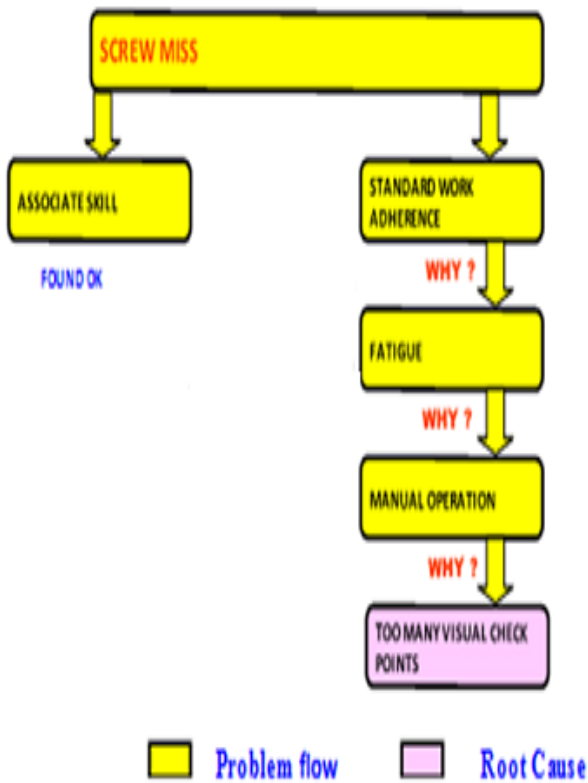 SCREW MISS
ASSOCIATE SKILL
FOUND OK
STANDARD WORK
ADHERENCE
WHY ?
FATIGUE
WHY ?
MANUAL OPERATION
WHY ?
TOO MANY VISUAL CHECK
POINTS
Problem flow
Root Cause